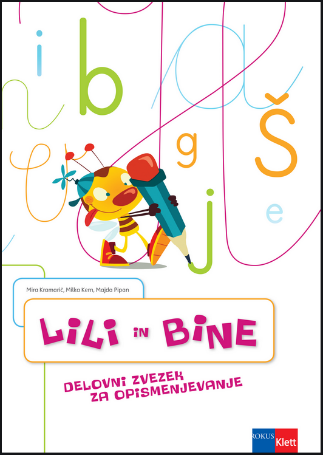 i
b
g
Š
e
j
Mira Kramarič, Milka Kern, Majda Pipan
LILI IN BINE
DELOVNI ZVEZEK
ZA OPISMENJEVANJE
ROKUS Klett